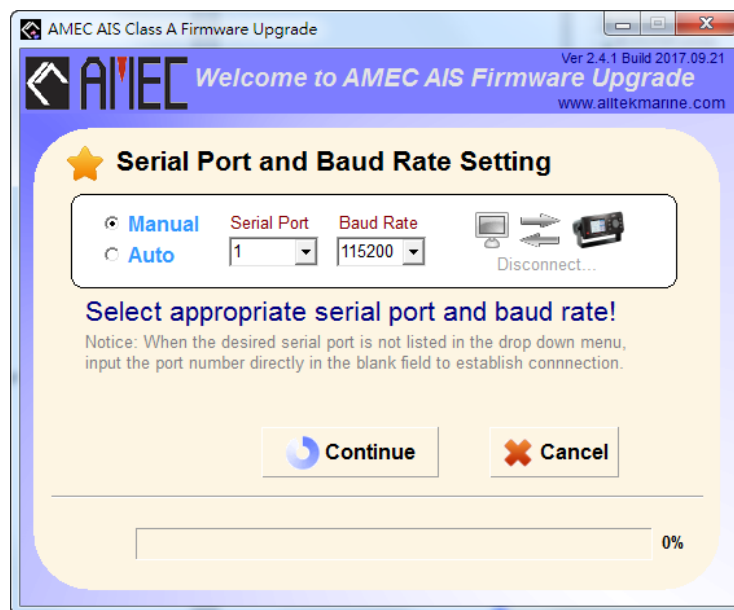 AMEC AIS Class A Firmware Upgrade
Ver 2.4.1 Build 2017.09.21
AMEC Welcome to AMEC AIS Firmware Upgrade
www.alltekmarine.com
Serial Port and Baud Rate Setting
Manual Serial Port Baud Rate
Auto 1 115200
Disconnect...
Select appropriate serial port and baud rate!
Notice: When the desired serial port is not listed in the drop down menu,
input the port number directly in the blank field to establish connnection.
Continue Cancel
0%